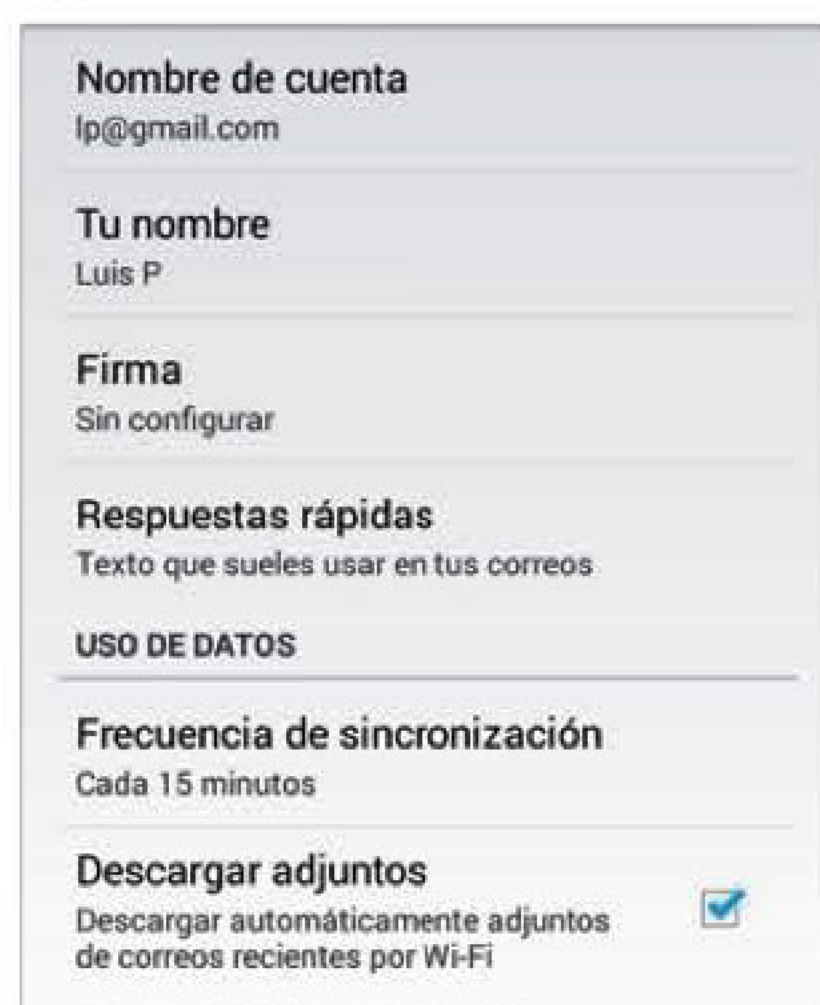 Nombre de cuenta
lp@gmail.com
Tu nombre
Luis P
Firma
Sin configurar
Respuestas rápidas
Texto que sueles usar en tus correos
USO DE DATOS
Frecuencia de sincronización
Cada 15 minutos
Descargar adjuntos
Descargar automáticamente adjuntos
de correos recientes por Wi-Fi